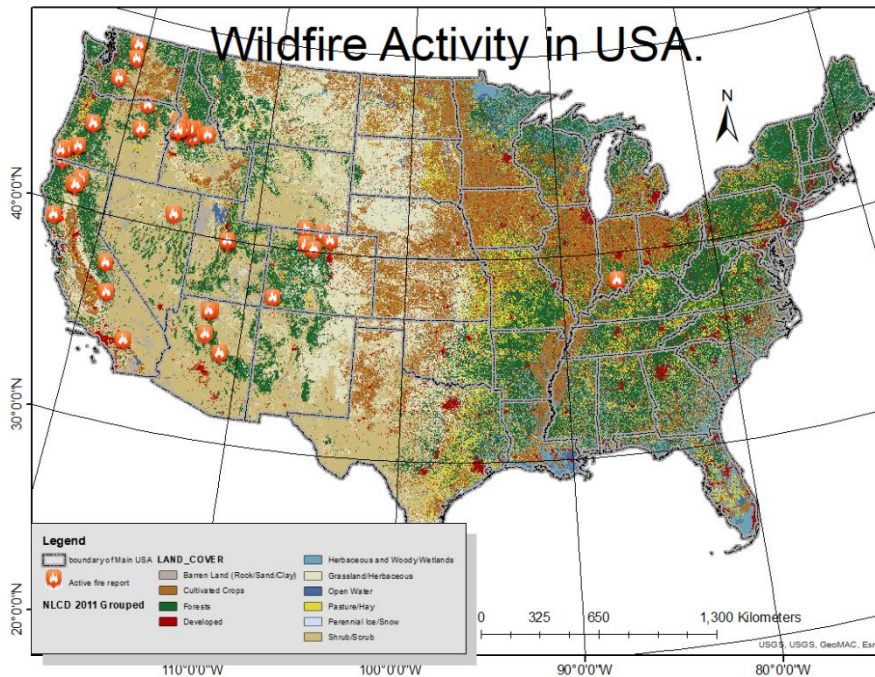 Wildfire Activity in USA.
N
40°0'0"N
30°0'0"N
20°0'0"N
Legend
boundary of Main USA
Active fire report
NLCD 2011 Grouped
LAND_COVER
Barren Land (Rock/Sand/Clay)
Cultivated Crops
Forests
Developed
Herbaceous and Woody Wetlands
Grassland/Herbaceous
Open Water
Pasture/Hay
Perennial Ice/Snow
Shrub/Scrub
0 325 650 1,300 Kilometers
USGS, USGS, GeoMAC, Esri
110°0'0"W 100°0'0"W 90°0'0"W 80°0'0"W